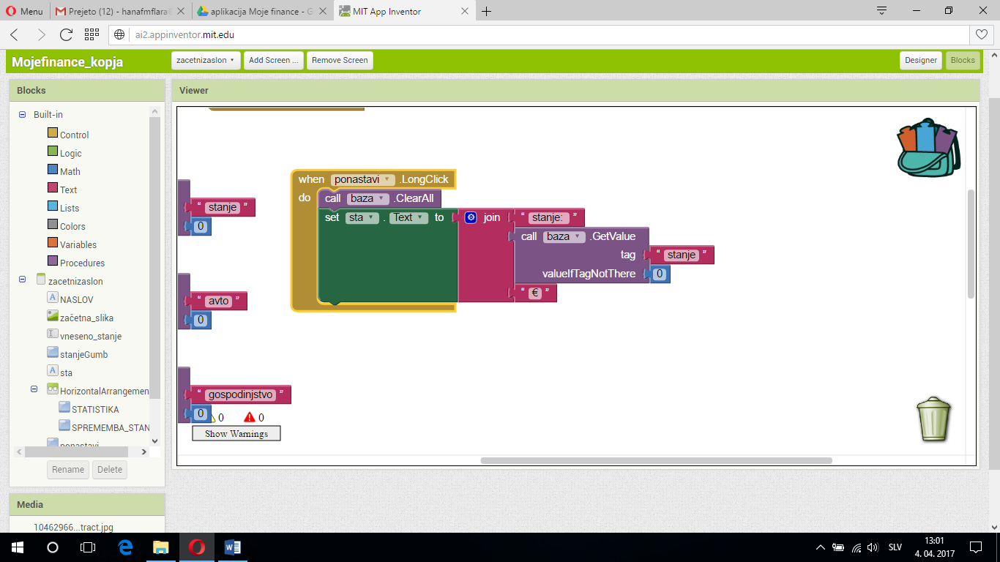 Menu
Prejeto (12) - hanafmflara
aplikacija Moje finance - G
MIT App Inventor
ai2.appinventor.mit.edu
Mojefinance_kopja
zacetnizaslon
Add Screen ...
Remove Screen
Designer
Blocks
Blocks
Viewer
Built-in
Control
Logic
Math
Text
Lists
Colors
Variables
Procedures
zacetnizaslon
NASLOV
začetna_slika
vneseno_stanje
stanjeGumb
sta
HorizontalArrangemen
STATISTIKA
SPREMEMBA_STAN
ponastavi
Rename
Delete
Media
10462966...tract.jpg
“ stanje ”
0
“ avto ”
0
“ gospodinjstvo ”
0
when ponastavi .LongClick
do call baza .ClearAll
set sta . Text to join “ stanje: ”
call baza .GetValue
tag “ stanje ”
valueIfTagNotThere 0
“ € ”
0 0
Show Warnings
SLV
13:01
4. 04. 2017